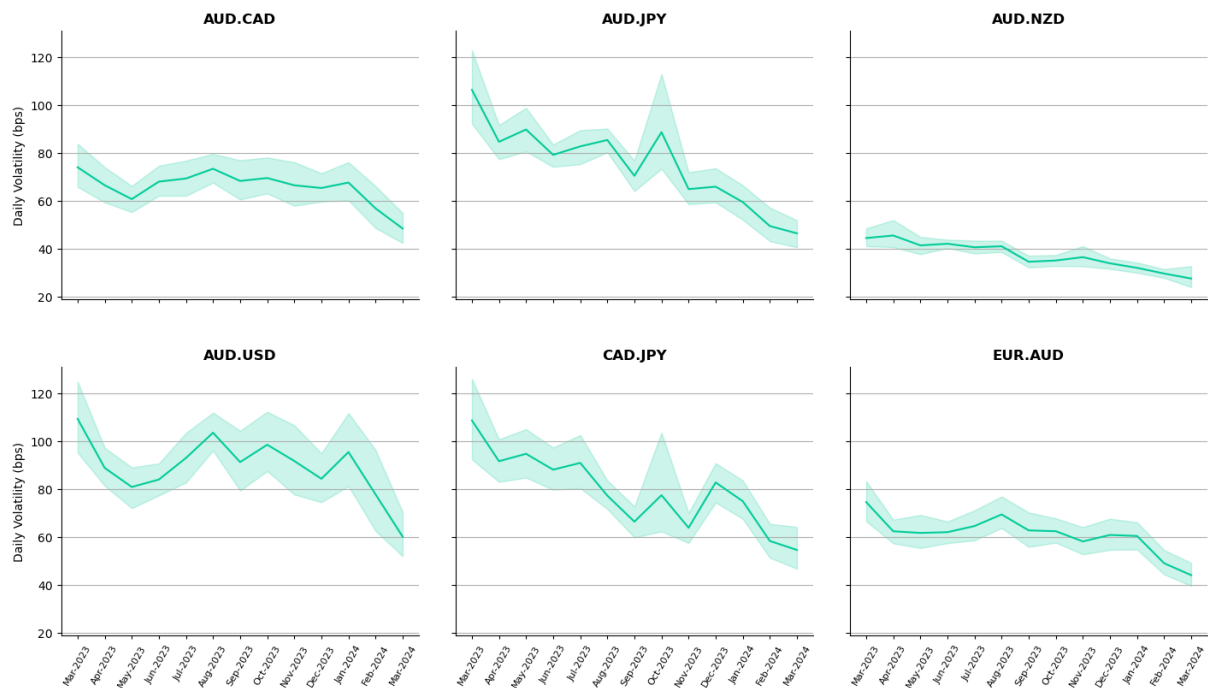 AUD.CAD
AUD.JPY
AUD.NZD
Daily Volatility (bps)
120
100
80
60
40
20
AUD.USD
CAD.JPY
EUR.AUD
Daily Volatility (bps)
120
100
80
60
40
20
Mar-2023
Apr-2023
May-2023
Jun-2023
Jul-2023
Aug-2023
Sep-2023
Oct-2023
Nov-2023
Dec-2023
Jan-2024
Feb-2024
Mar-2024
Mar-2023
Apr-2023
May-2023
Jun-2023
Jul-2023
Aug-2023
Sep-2023
Oct-2023
Nov-2023
Dec-2023
Jan-2024
Feb-2024
Mar-2024
Mar-2023
Apr-2023
May-2023
Jun-2023
Jul-2023
Aug-2023
Sep-2023
Oct-2023
Nov-2023
Dec-2023
Jan-2024
Feb-2024
Mar-2024